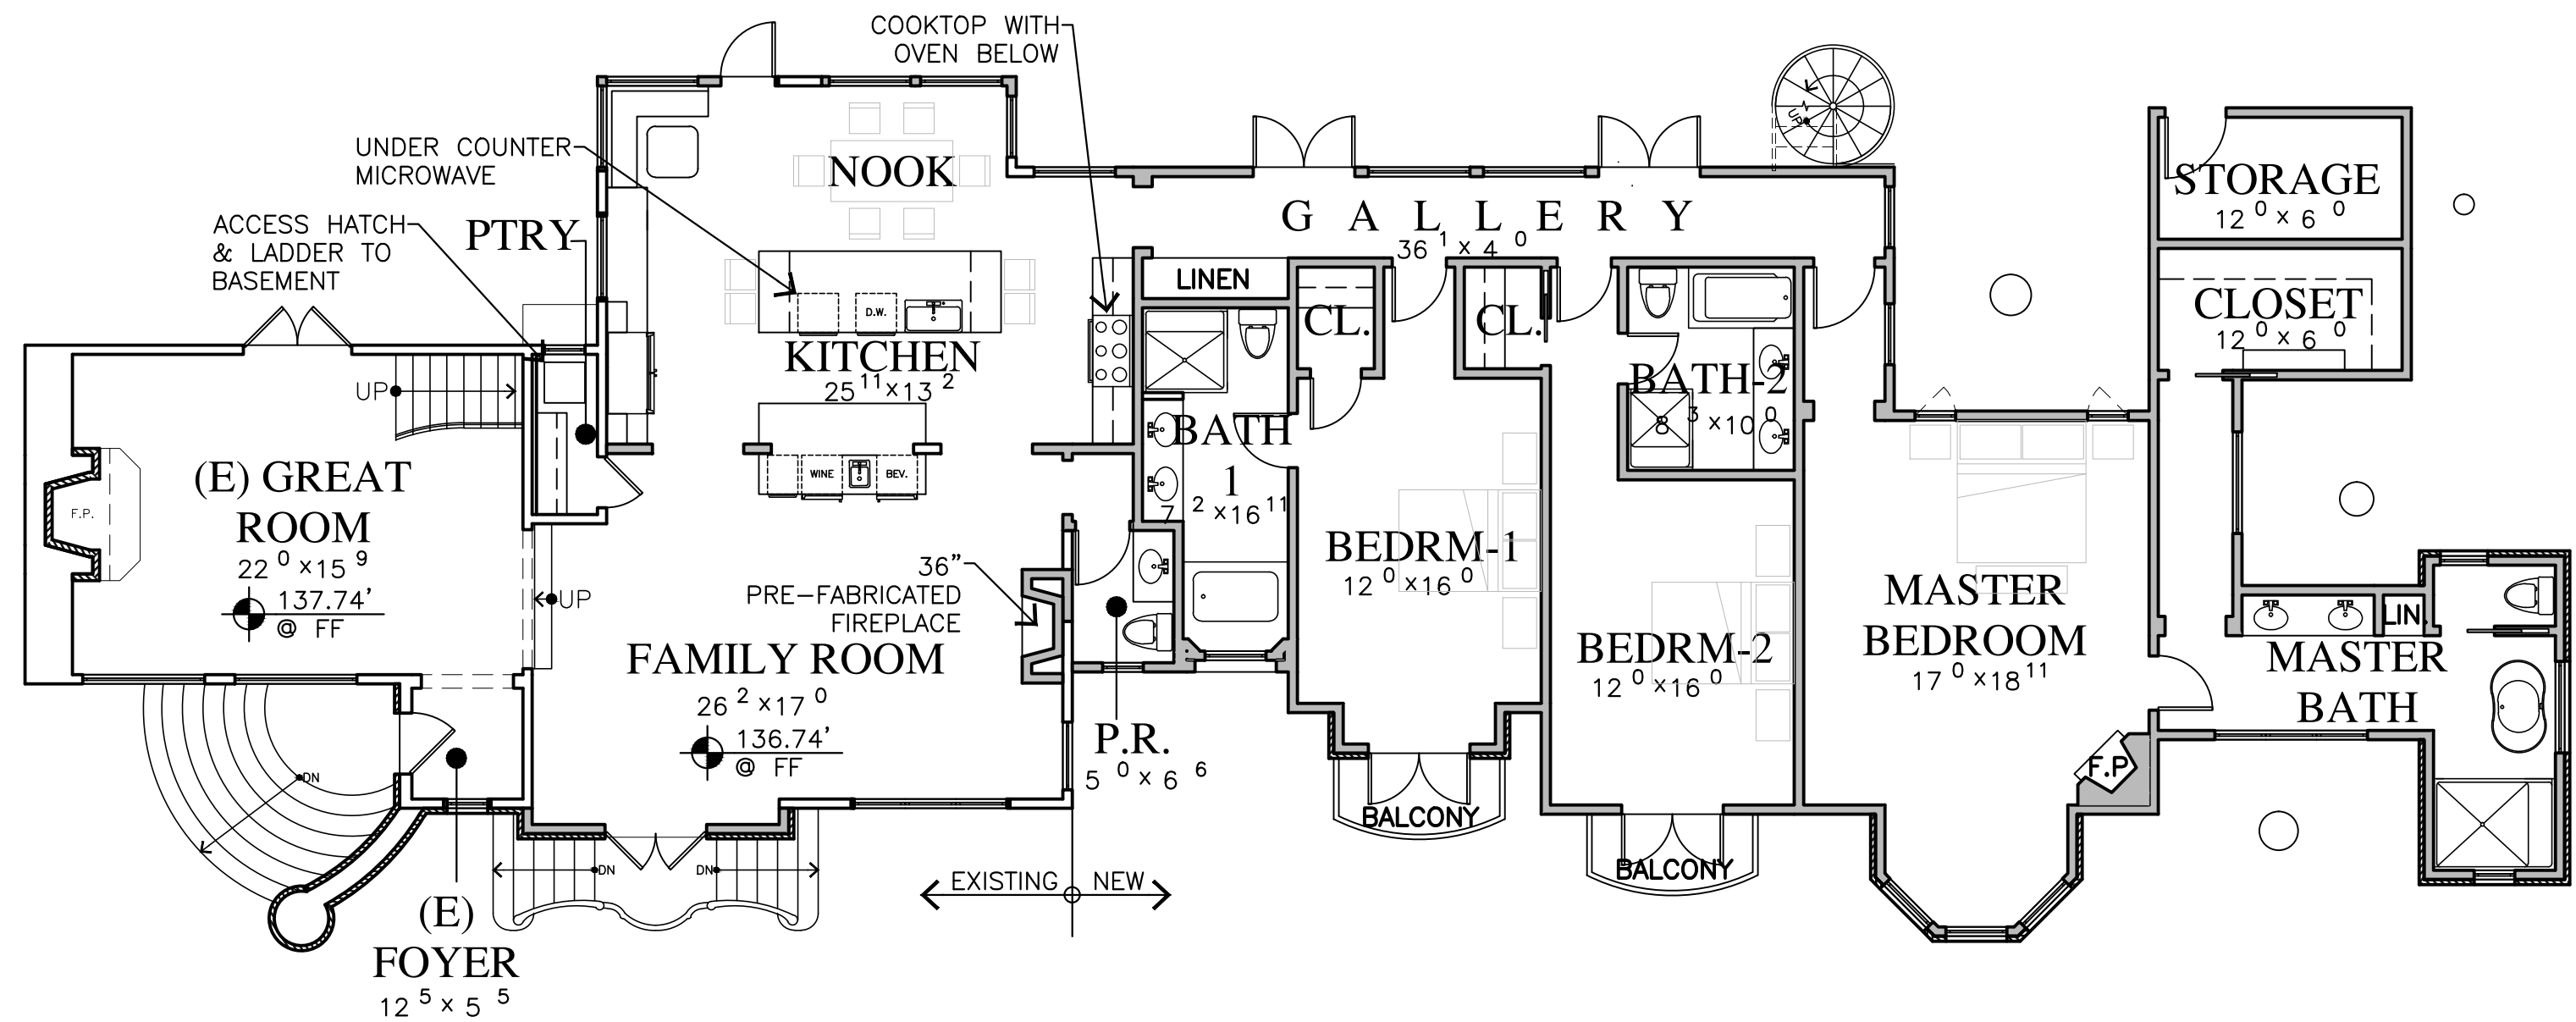 COOKTOP WITH
OVEN BELOW
UNDER COUNTER
MICROWAVE
ACCESS HATCH
& LADDER TO
BASEMENT
PTRY
NOOK
UP
STORAGE
12 0 x 6 0
G A L L E R Y
36 1 x 4 0
LINEN
CL.
CL.
CLOSET
12 0 x 6 0
D.W.
KITCHEN
25 11 x 13 2
UP
BATH-2
8 3 x 10 0
BATH
1
7 2 x 16 11
WINE
BEV.
F.P.
(E) GREAT
ROOM
22 0 x 15 9
137.74'
@ FF
UP
36"
PRE-FABRICATED
FIREPLACE
FAMILY ROOM
26 2 x 17 0
136.74'
@ FF
P.R.
5 0 x 6 6
BEDRM-1
12 0 x 16 0
BEDRM-2
12 0 x 16 0
MASTER
BEDROOM
17 0 x 18 11
LIN.
MASTER
BATH
F.P
DN
BALCONY
BALCONY
DN
DN
EXISTING
NEW
(E)
FOYER
12 5 x 5 5